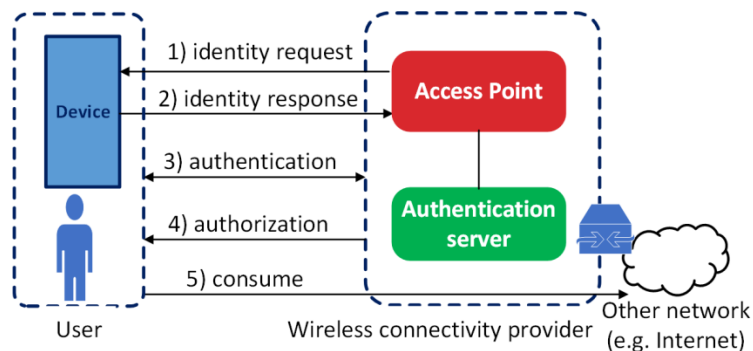 1) identity request
Access Point
2) identity response
Device
3) authentication
Authentication
server
4) authorization
5) consume
User
Wireless connectivity provider
Other network
(e.g. Internet)